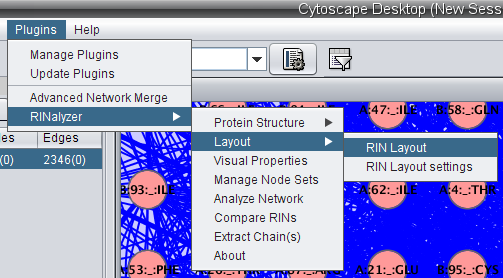 Cytoscape Desktop (New Sess
Plugins Help
Manage Plugins
Update Plugins
Advanced Network Merge
RINalyzer
Edges
(0) 2346(0)
Protein Structure
Layout
Visual Properties
Manage Node Sets
Analyze Network
Compare RINs
Extract Chain(s)
About
RIN Layout
RIN Layout settings
A:47:_:ILE B:58:_:GLN
:93:_:ILE A:62:_:ILE A:4:_:THR
:53:_:PHE A:21:_:GLU B:95:_:CYS